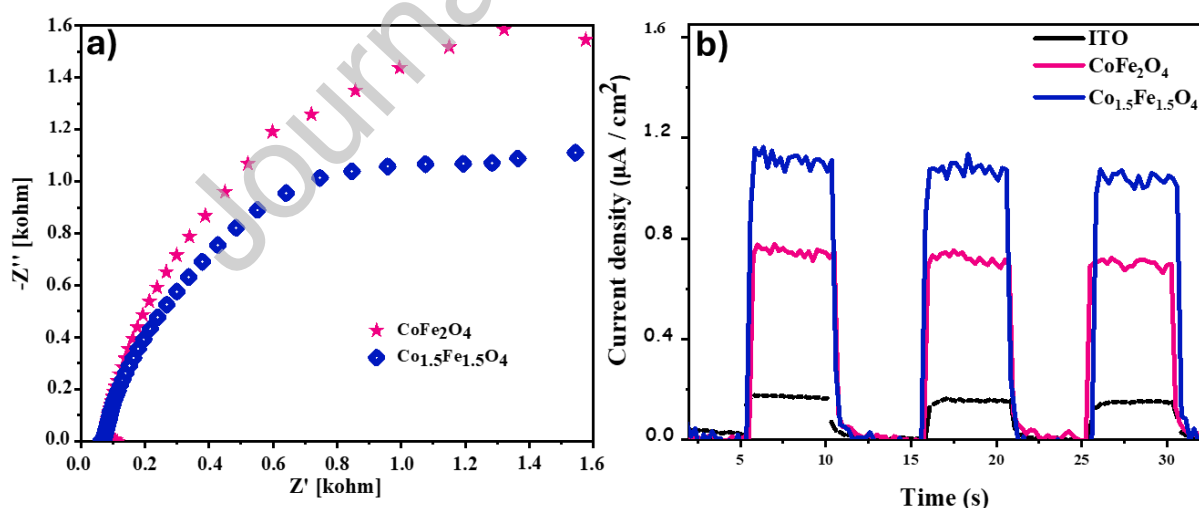 a)
1.6
1.4
1.2
1.0
0.8
0.6
0.4
0.2
0.0
-Z'' [kohm]
0.0 0.2 0.4 0.6 0.8 1.0 1.2 1.4 1.6
Z' [kohm]
CoFe₂O₄
Co₁.₅Fe₁.₅O₄
Journa
b)
1.6
1.2
0.8
0.4
0.0
Current density (μA / cm²)
5 10 15 20 25 30
Time (s)
ITO
CoFe₂O₄
Co₁.₅Fe₁.₅O₄